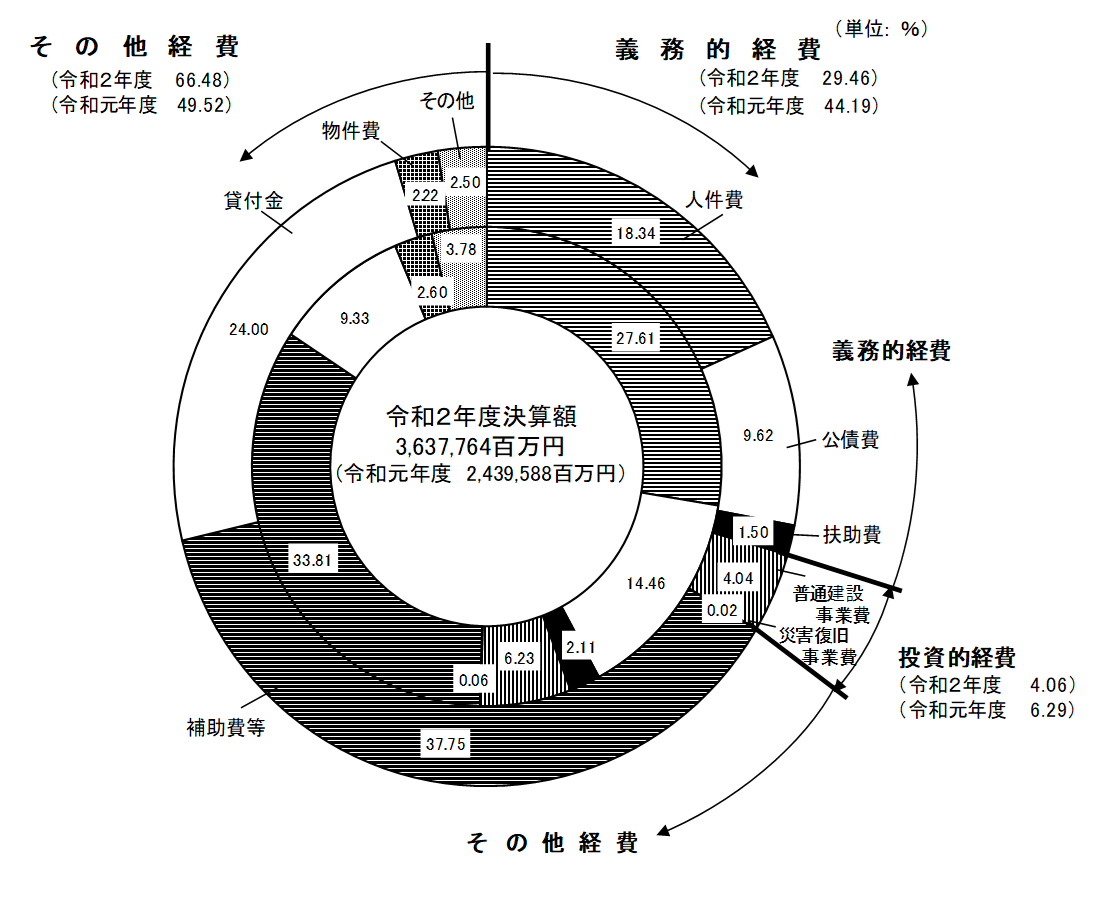 （単位: %）
その他経費
（令和２年度 66.48）
（令和元年度 49.52）
義務的経費
（令和２年度 29.46）
（令和元年度 44.19）
その他
物件費
貸付金
人件費
2.50
222
18.34
3.78
2.60
9.33
24.00
27.61
義務的経費
令和２年度決算額
3,637,764百万円
（令和元年度 2,439,588百万円）
9.62
公債費
1.50
扶助費
33.81
14.46
4.04
0.02
普通建設
事業費
災害復旧
事業費
2.11
6.23
0.06
投資的経費
（令和２年度 4.06）
（令和元年度 6.29）
補助費等
37.75
その他経費